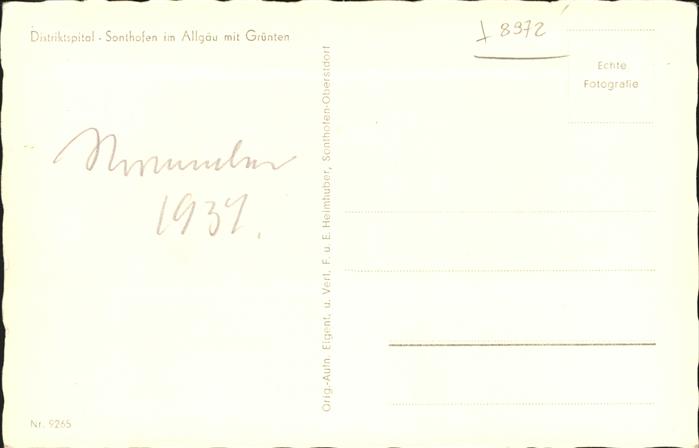 Distriktspital - Sonthofen im Allgäu mit Grünten
8972
Echte
Fotografie
November
1937.
Orig.-Aufn. Eigent. u. Verl. F. u. E. Heimhuber, Sonthofen-Oberstdorf
Nr. 9265